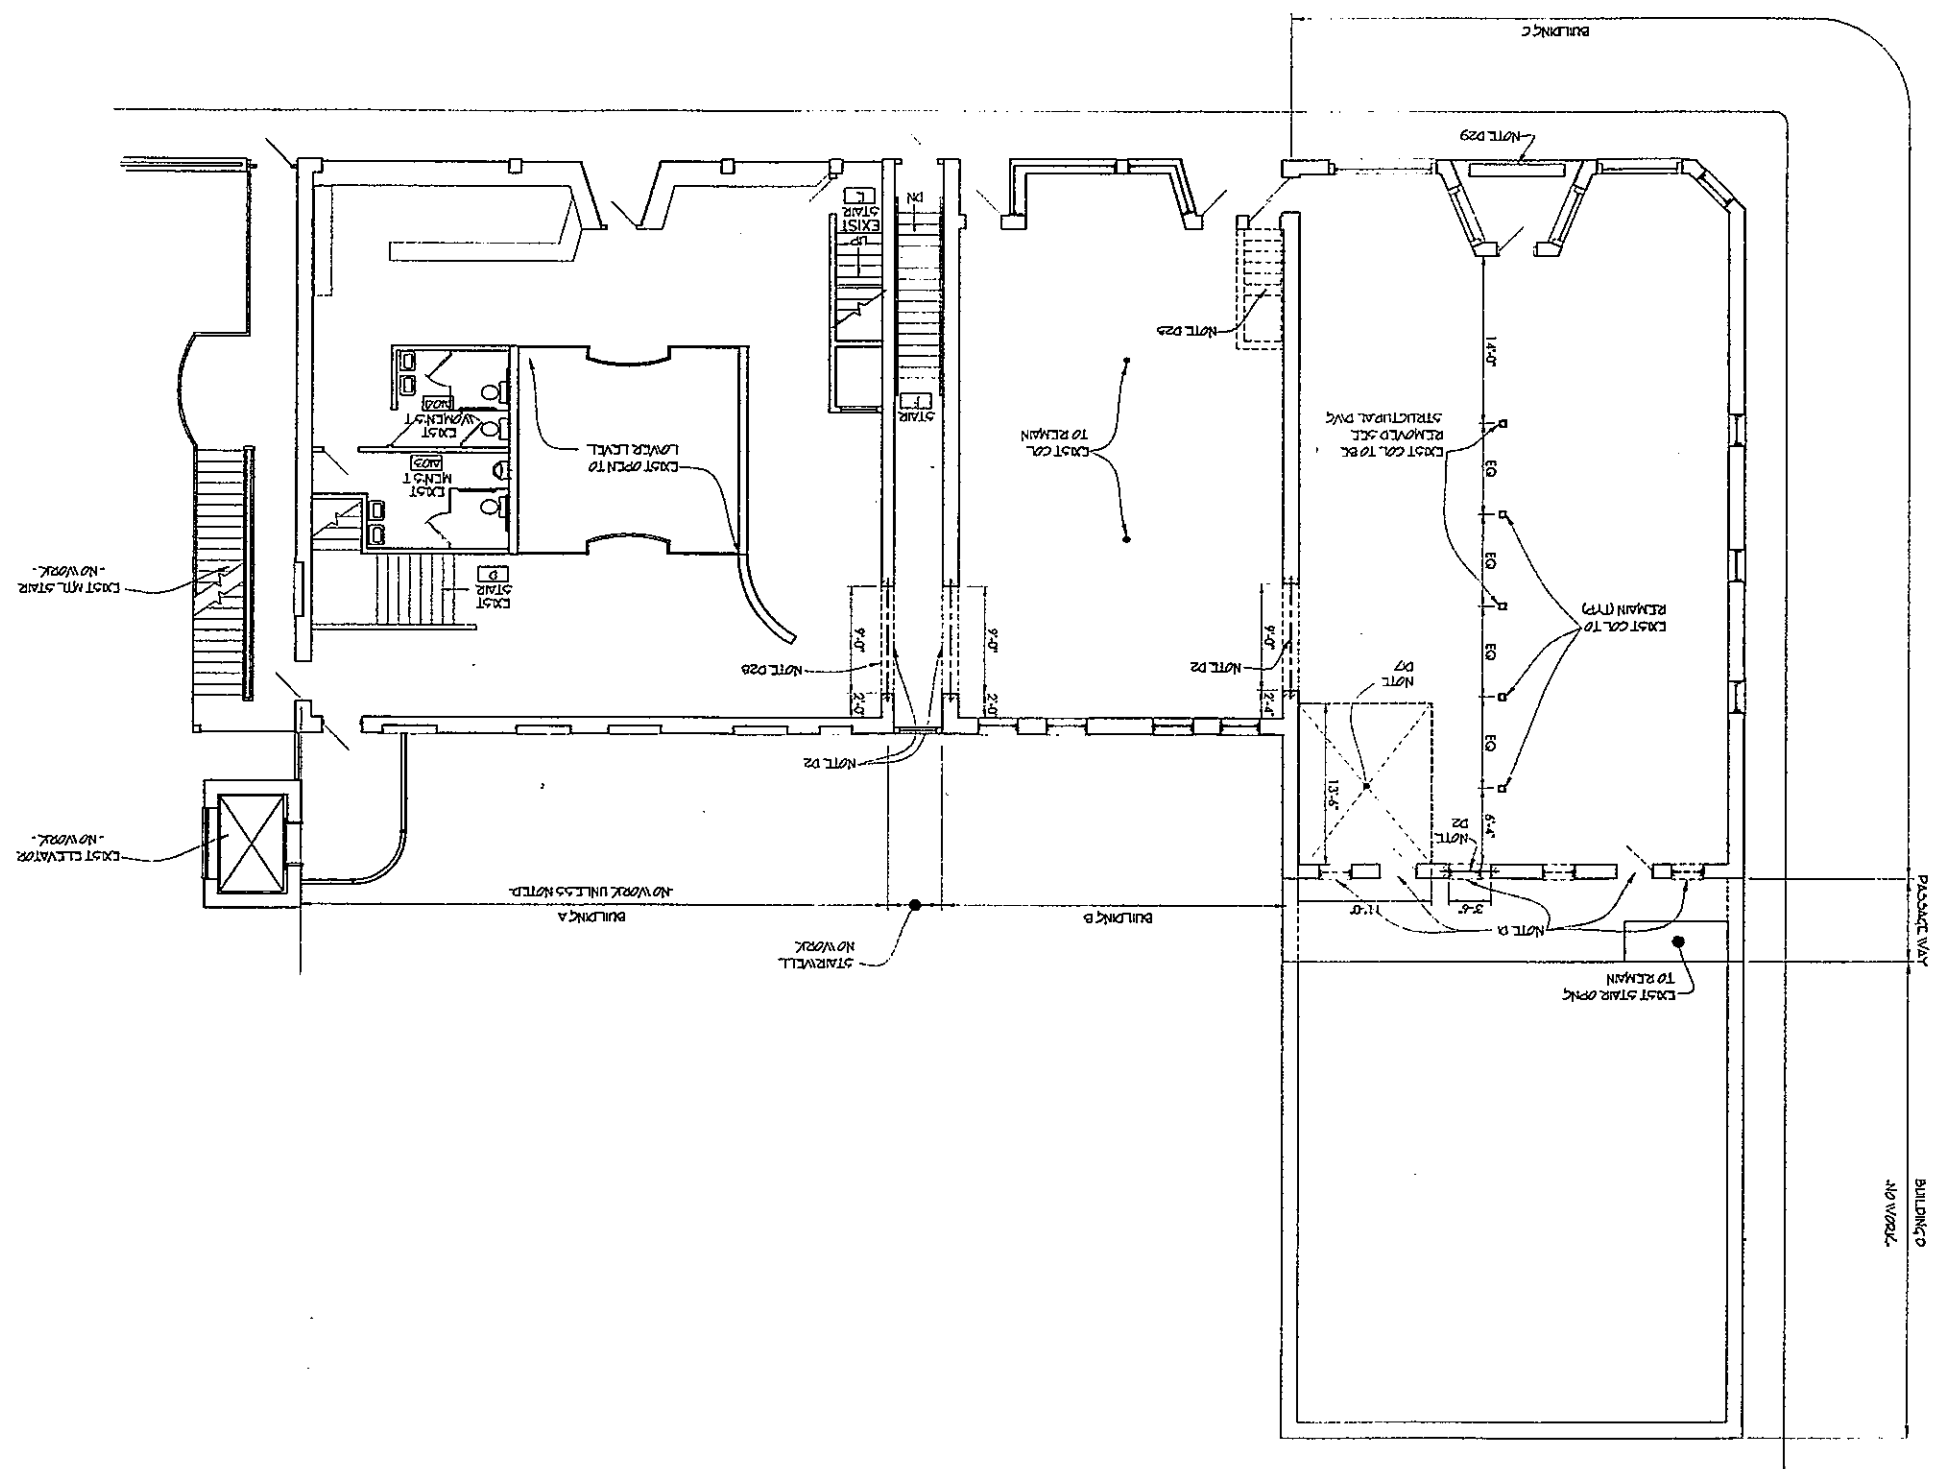 BUILDING D
-NO WORK-
PASSAGE WAY
EXIST STAIR OPNG
TO REMAIN
NOTE D1
3'-6"
11'-0"
NOTE
D2
6'-4"
13'-6"
NOTE
D17
EQ
EQ
EQ
EQ
14'-0"
EXIST COL TO
REMAIN (TYP)
EXIST COL TO BE
REMOVED SEE
STRUCTURAL DWG
NOTE D29
BUILDING C
STAIRWELL
NO WORK
BUILDING B
BUILDING A
-NO WORK UNLESS NOTED-
NOTE D2
2'-4"
9'-0"
NOTE D2
2'-0"
9'-0"
2'-0"
9'-0"
NOTE D28
EXIST COL
TO REMAIN
NOTE D25
STAIR
F
DN
UP
EXIST
STAIR
E
EXIST OPEN TO
LOWER LEVEL
EXIST
STAIR
D
EXIST
MEN'S T
A103
EXIST
WOMEN'S T
A104
EXIST ELEVATOR
-NO WORK-
EXIST MTL STAIR
-NO WORK-